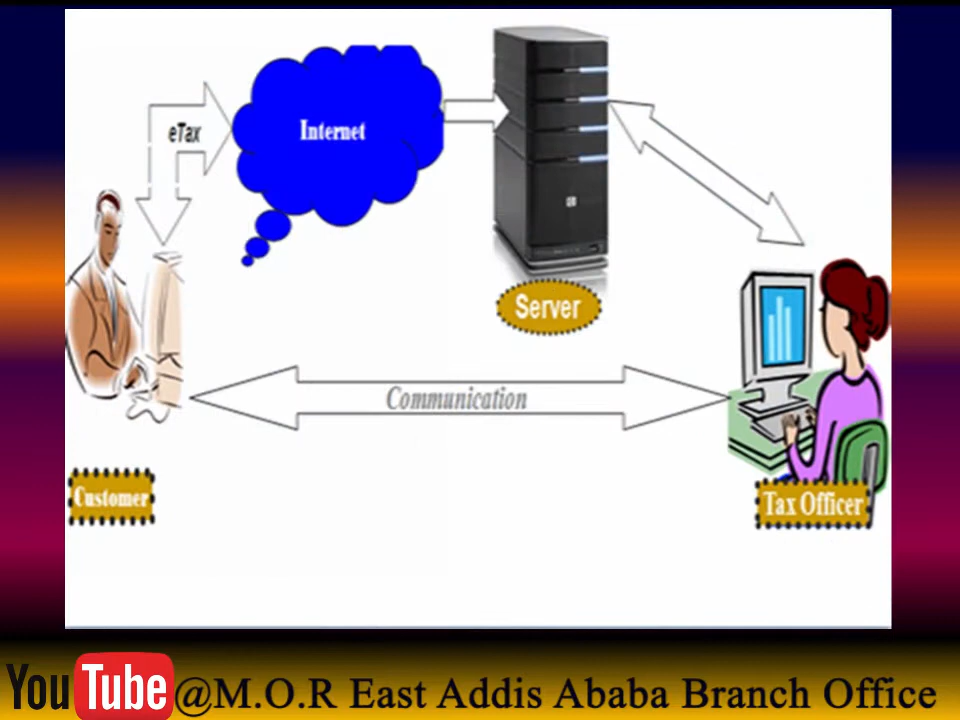 eTax
Internet
Server
Communication
Customer
Tax Officer
YouTube @M.O.R East Addis Ababa Branch Office